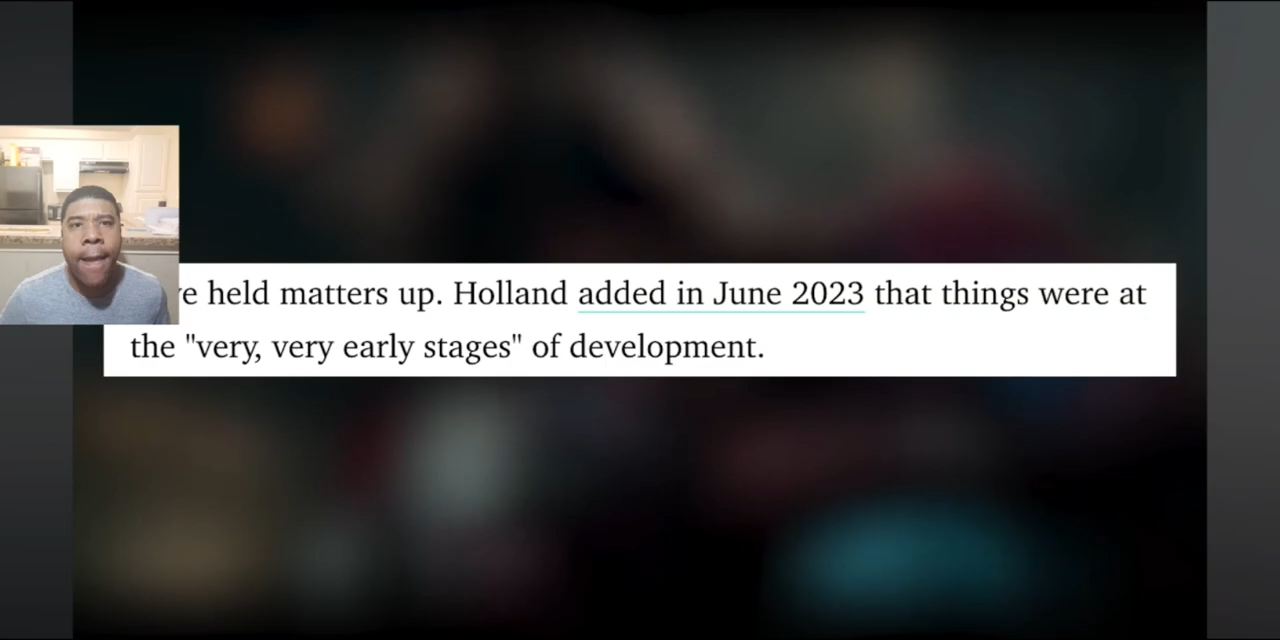 held matters up. Holland added in June 2023 that things were at
the "very, very early stages" of development.